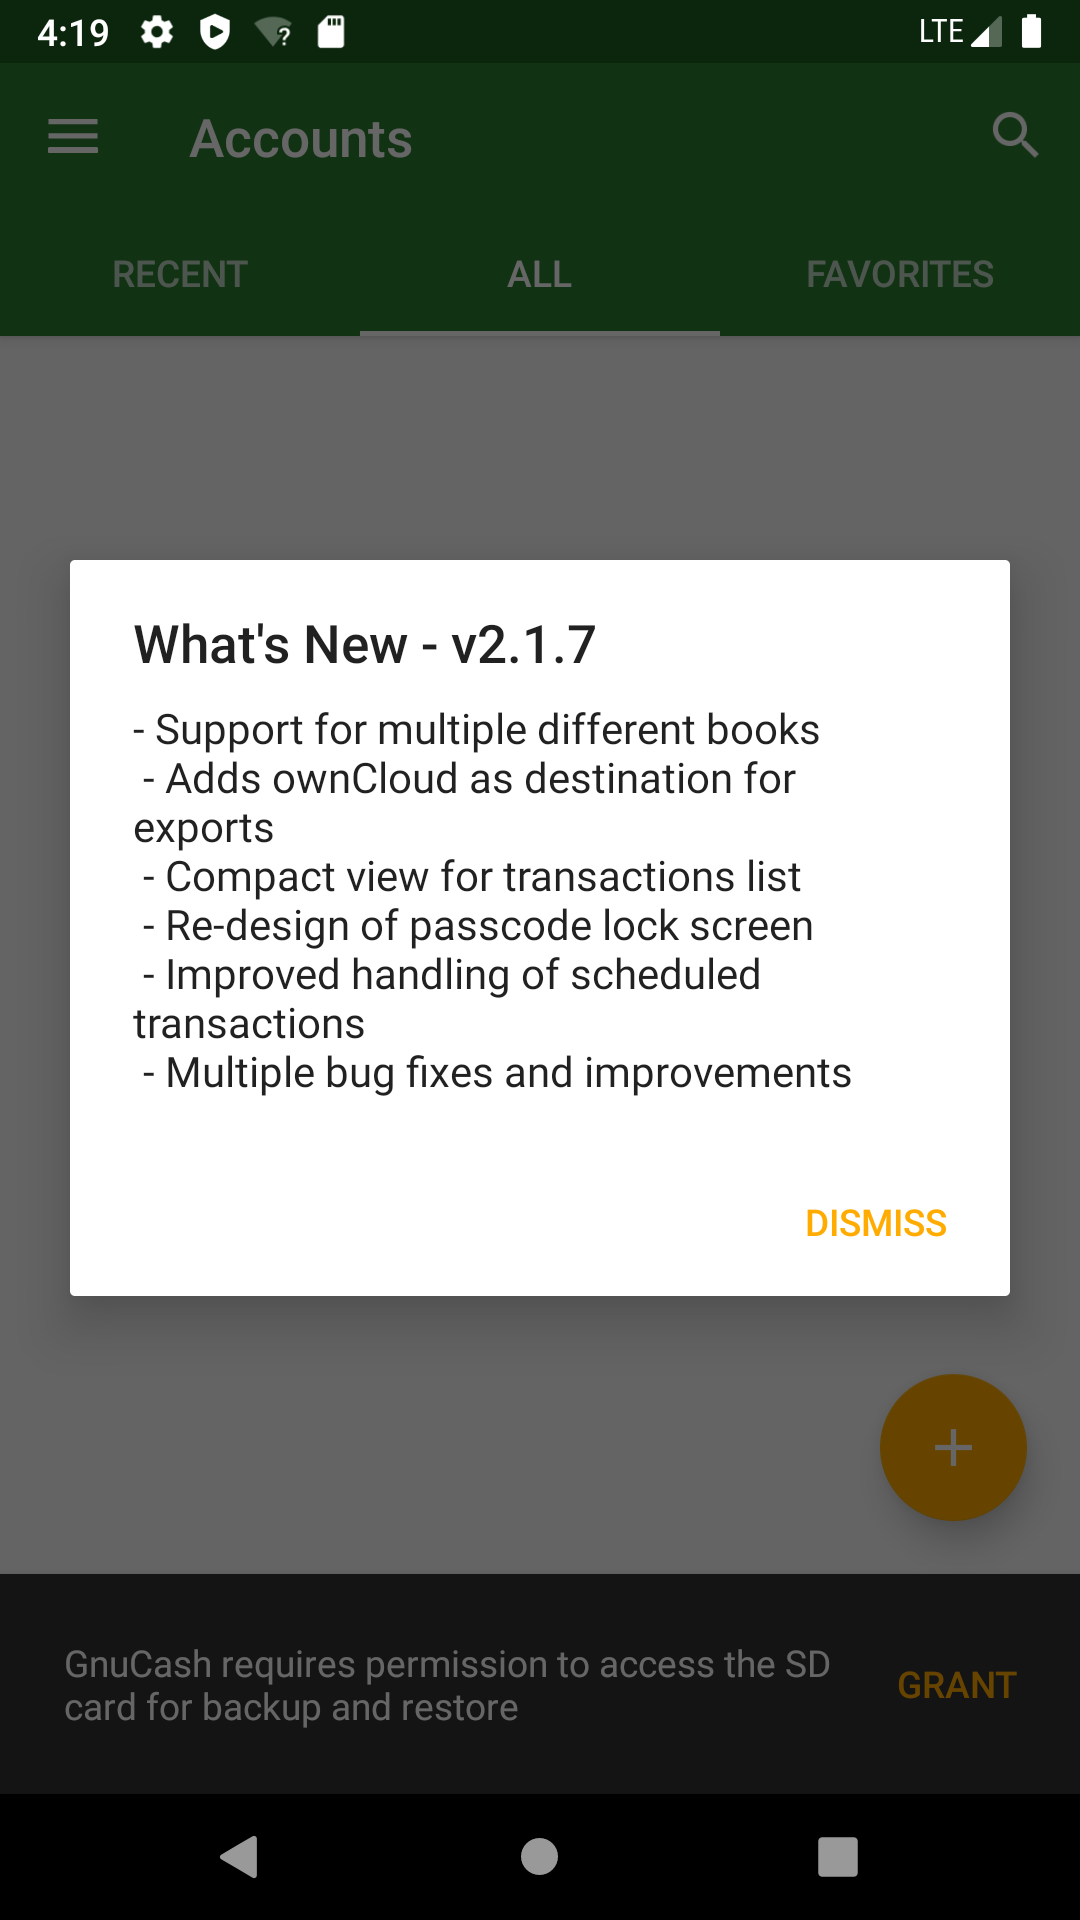 4:19
LTE
Accounts
RECENT
ALL
FAVORITES
What's New - v2.1.7
- Support for multiple different books
- Adds ownCloud as destination for
exports
- Compact view for transactions list
- Re-design of passcode lock screen
- Improved handling of scheduled
transactions
- Multiple bug fixes and improvements
DISMISS
GnuCash requires permission to access the SD
card for backup and restore
GRANT